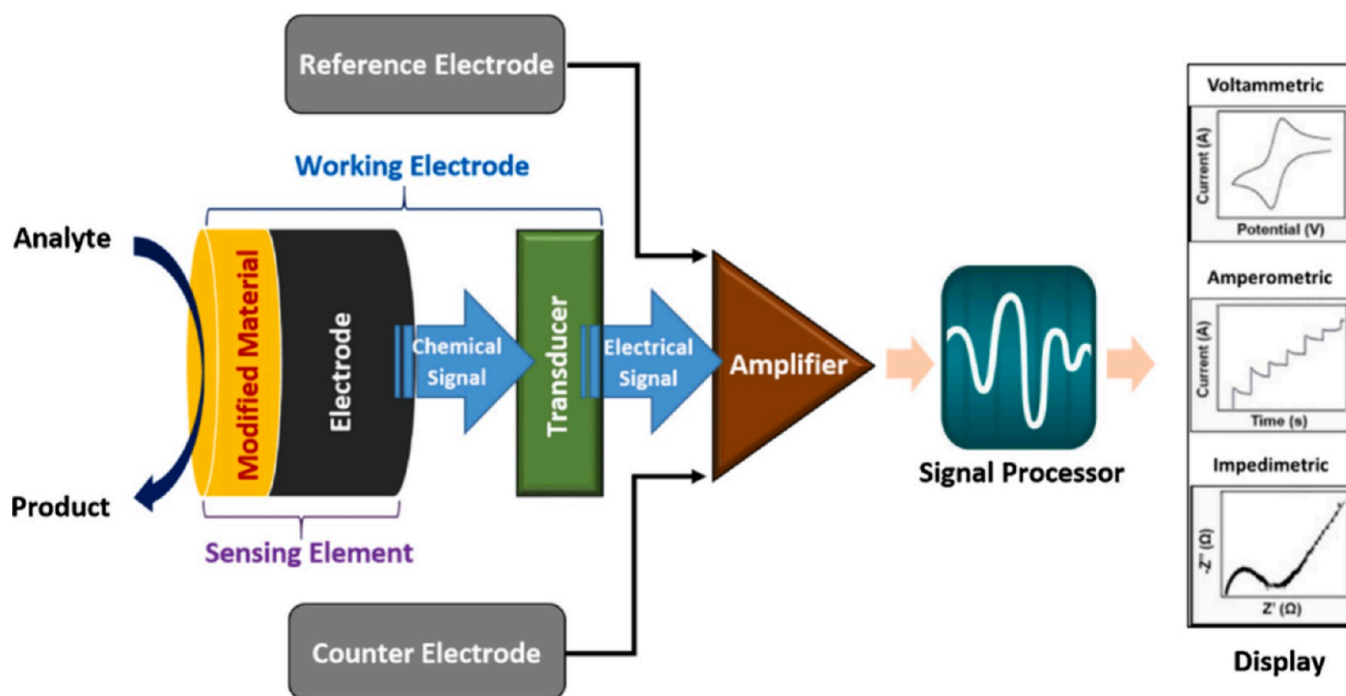 Reference Electrode
Working Electrode
Analyte
Product
Modified Material
Electrode
Sensing Element
Chemical
Signal
Transducer
Electrical
Signal
Amplifier
Counter Electrode
Signal Processor
Voltammetric
Current (A)
Potential (V)
Amperometric
Current (A)
Time (s)
Impedimetric
-Z'' (Ω)
Z' (Ω)
Display